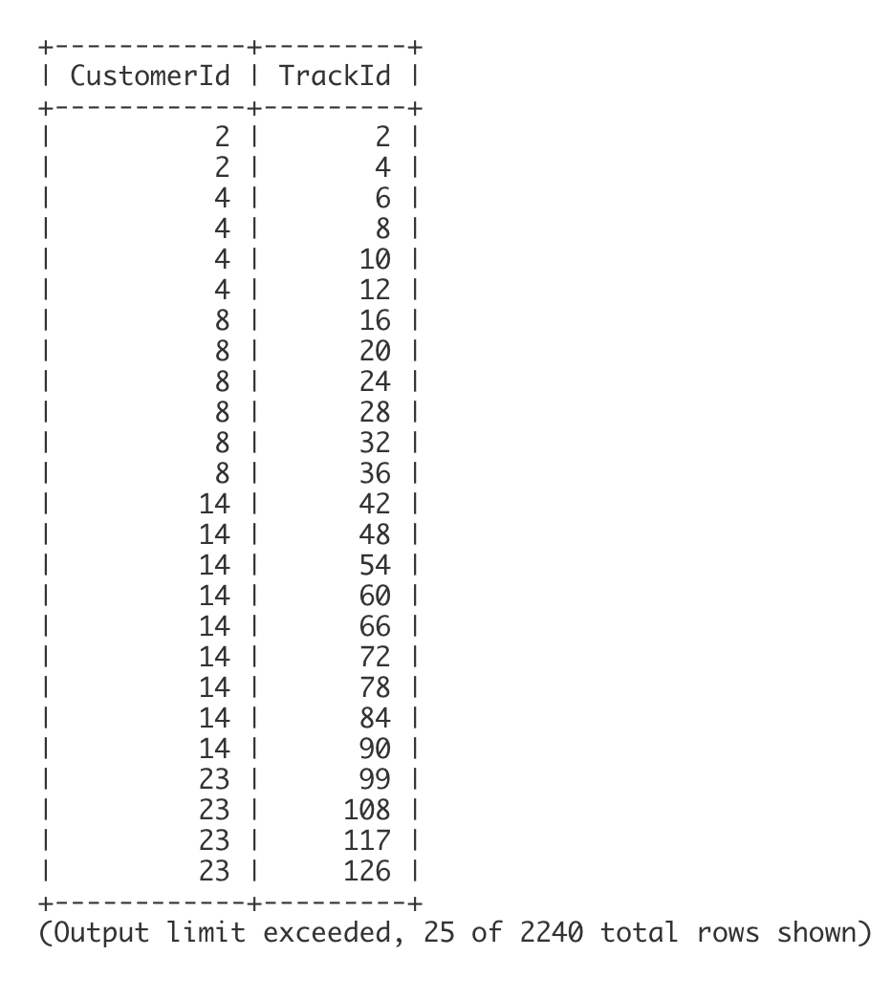 +------------+---------+
| CustomerId | TrackId |
+------------+---------+
|          2 |       2 |
|          2 |       4 |
|          4 |       6 |
|          4 |       8 |
|          4 |      10 |
|          4 |      12 |
|          8 |      16 |
|          8 |      20 |
|          8 |      24 |
|          8 |      28 |
|          8 |      32 |
|          8 |      36 |
|         14 |      42 |
|         14 |      48 |
|         14 |      54 |
|         14 |      60 |
|         14 |      66 |
|         14 |      72 |
|         14 |      78 |
|         14 |      84 |
|         14 |      90 |
|         23 |      99 |
|         23 |     108 |
|         23 |     117 |
|         23 |     126 |
+------------+---------+
(Output limit exceeded, 25 of 2240 total rows shown)